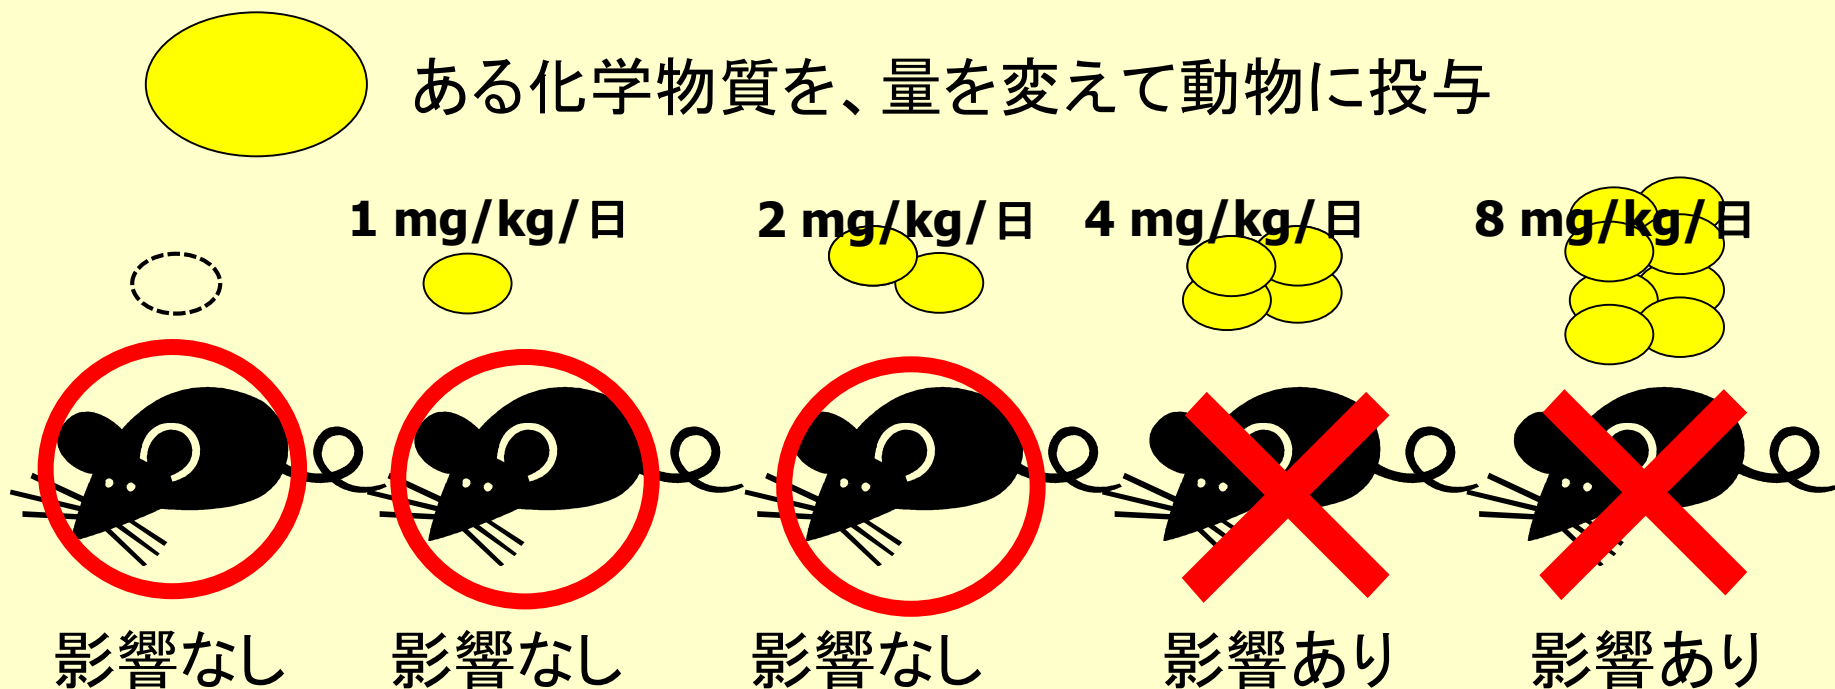 ある化学物質を、量を変えて動物に投与
1 mg/kg/日 2 mg/kg/日 4 mg/kg/日 8 mg/kg/日
影響なし 影響なし 影響なし 影響あり 影響あり